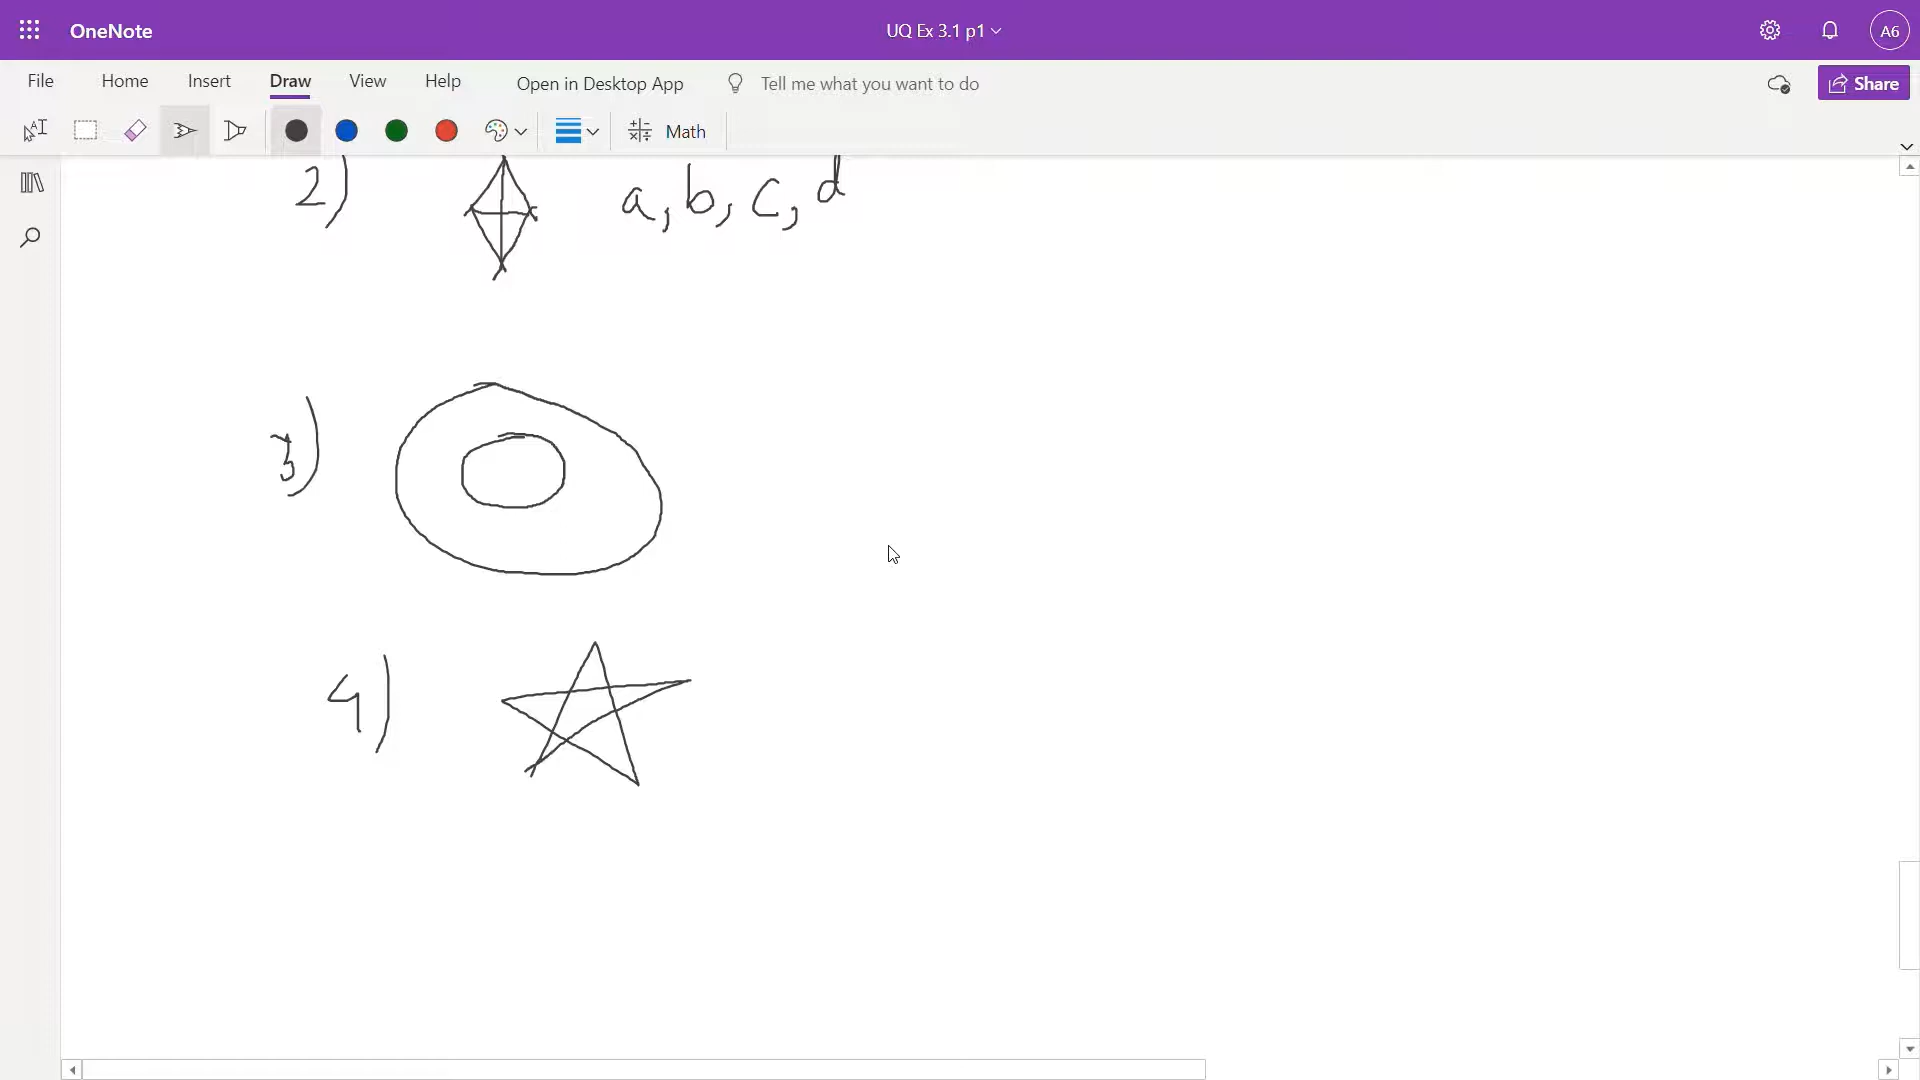 OneNote
UQ Ex 3.1 p1
A6
File Home Insert Draw View Help Open in Desktop App Tell me what you want to do Share
A Math
2) a, b, c, d
3)
4)